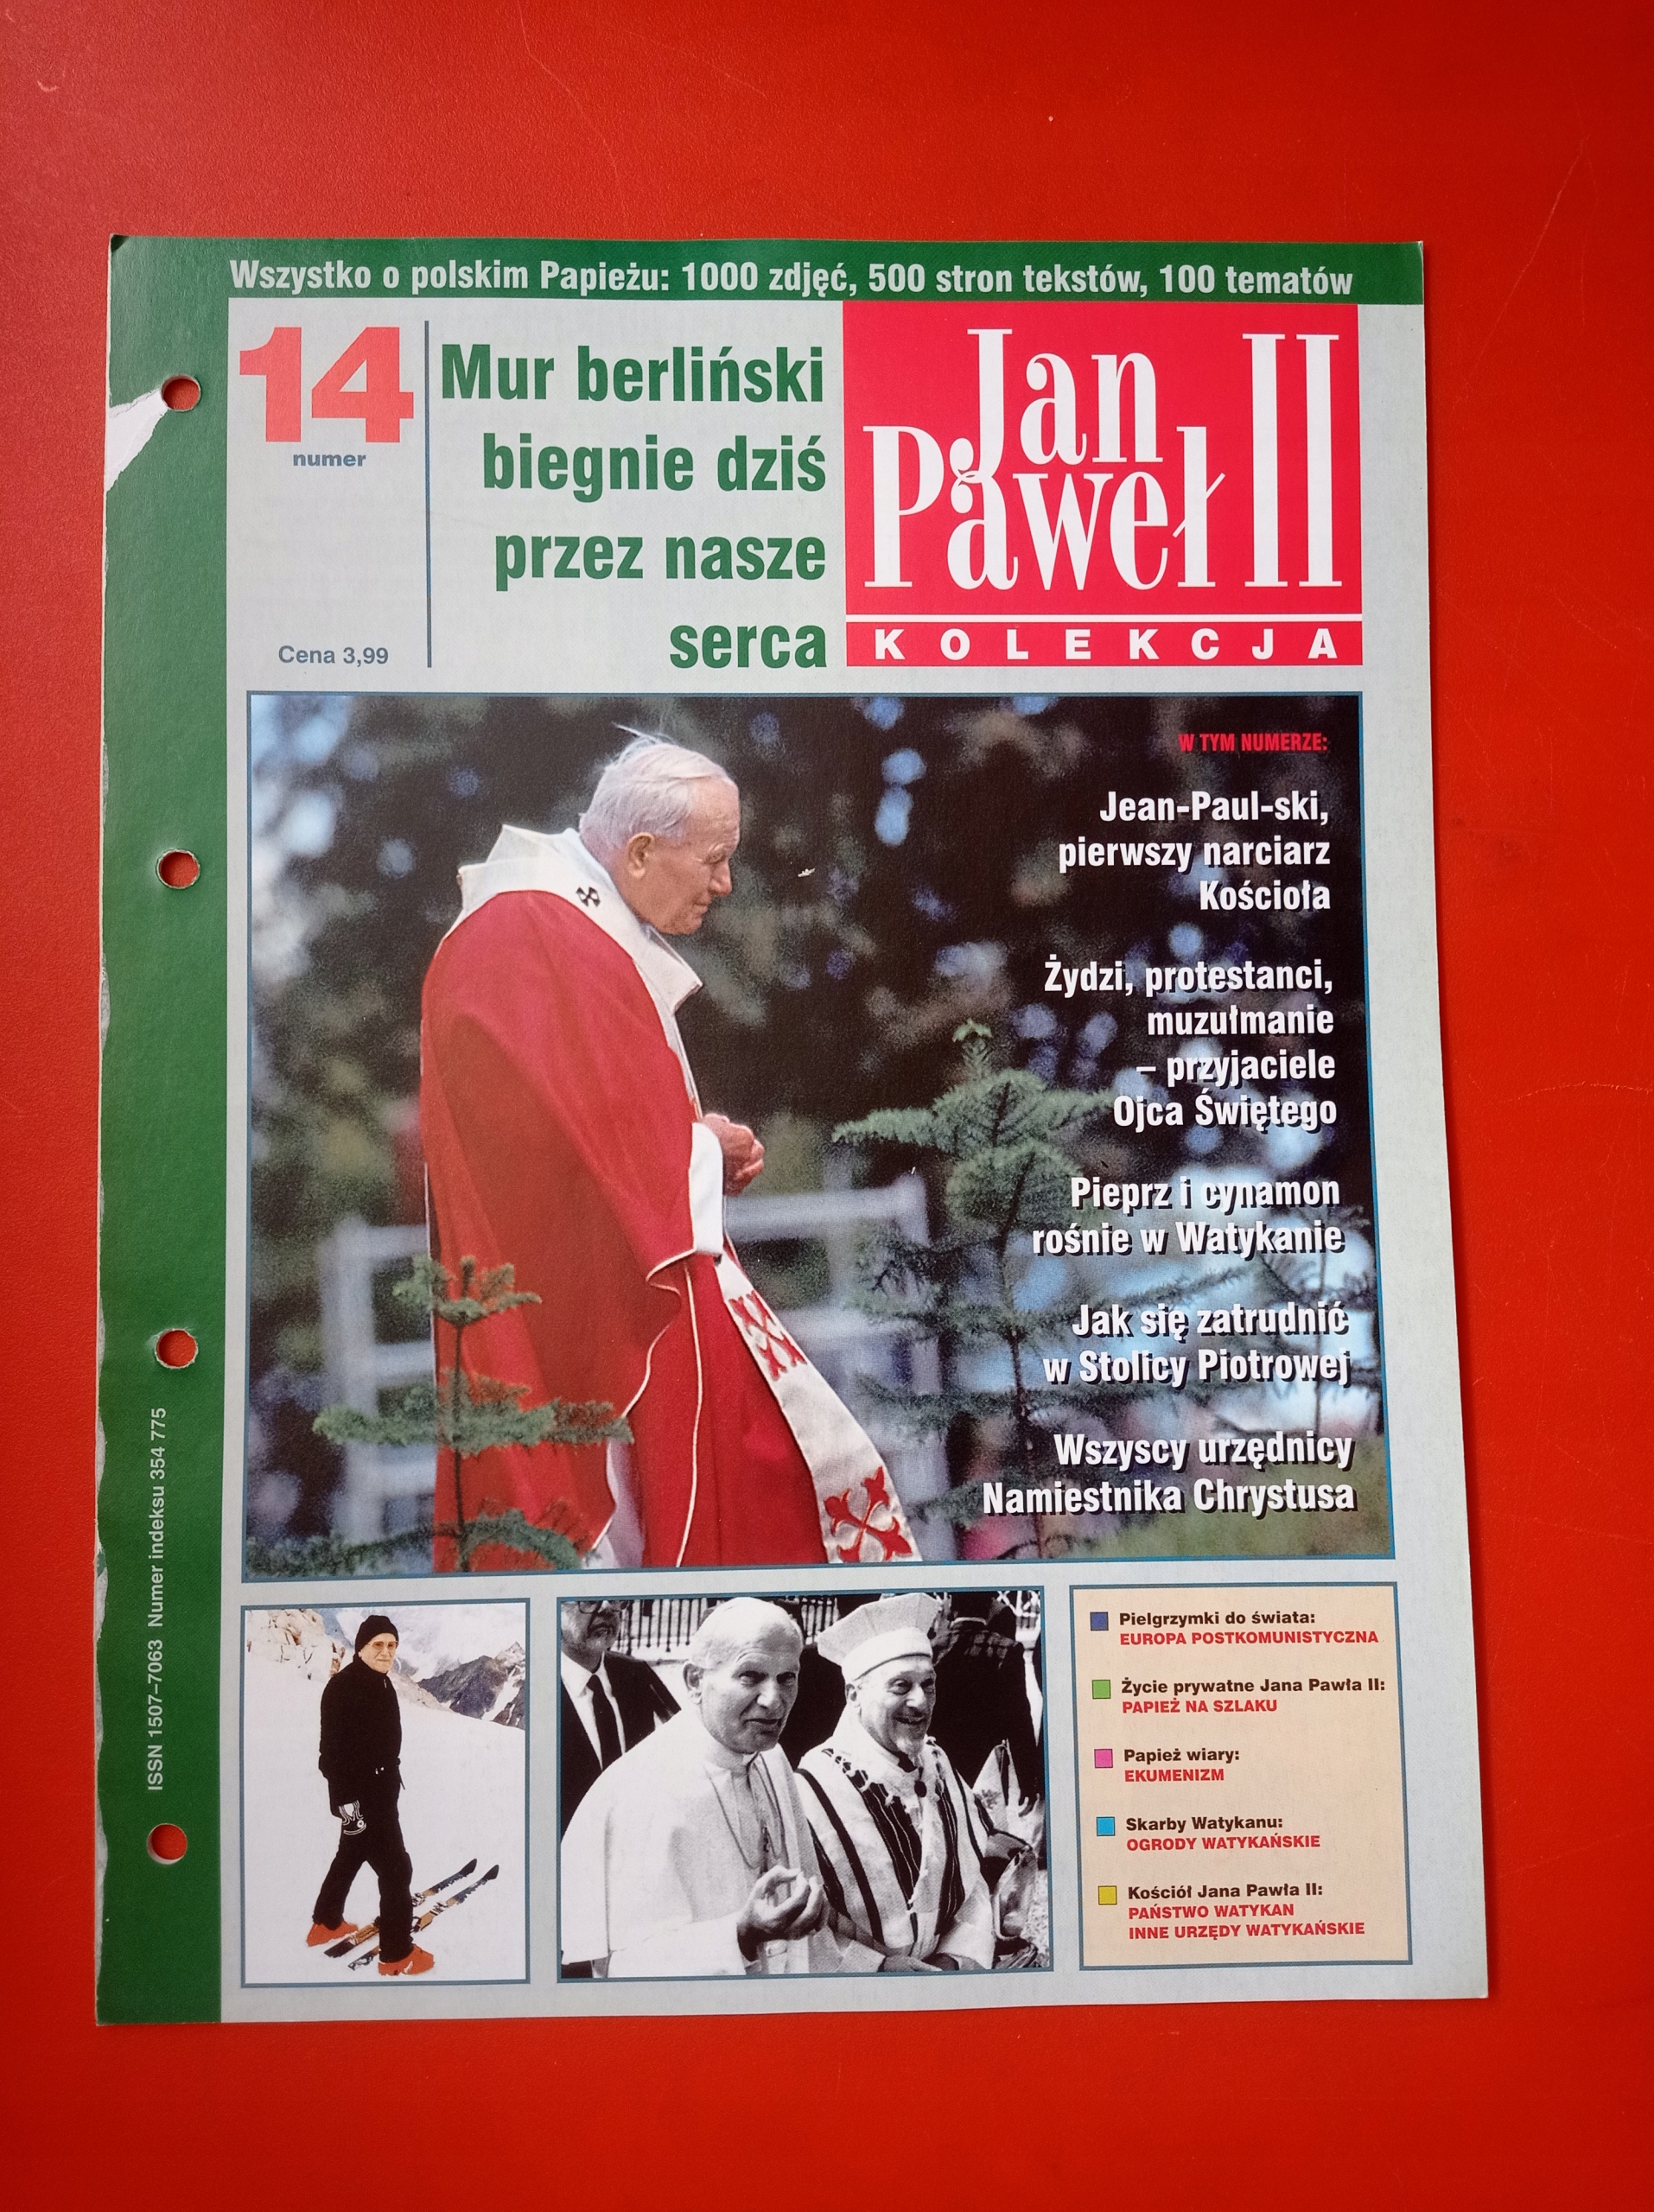 Wszystko o polskim Papieżu: 1000 zdjęć, 500 stron tekstów, 100 tematów
14
numer
Cena 3,99
Mur berliński
biegnie dziś
przez nasze
serca
Jan
Paweł II
KOLEKCJA
W TYM NUMERZE:
Jean-Paul-ski,
pierwszy narciarz
Kościoła
Żydzi, protestanci,
muzułmanie
– przyjaciele
Ojca Świętego
Pieprz i cynamon
rośnie w Watykanie
Jak się zatrudnić
w Stolicy Piotrowej
Wszyscy urzędnicy
Namiestnika Chrystusa
ISSN 1507–7063 Numer indeksu 354 775
Pielgrzymki do świata:
EUROPA POSTKOMUNISTYCZNA
Życie prywatne Jana Pawła II:
PAPIEŻ NA SZLAKU
Papież wiary:
EKUMENIZM
Skarby Watykanu:
OGRODY WATYKAŃSKIE
Kościół Jana Pawła II:
PAŃSTWO WATYKAN
INNE URZĘDY WATYKAŃSKIE